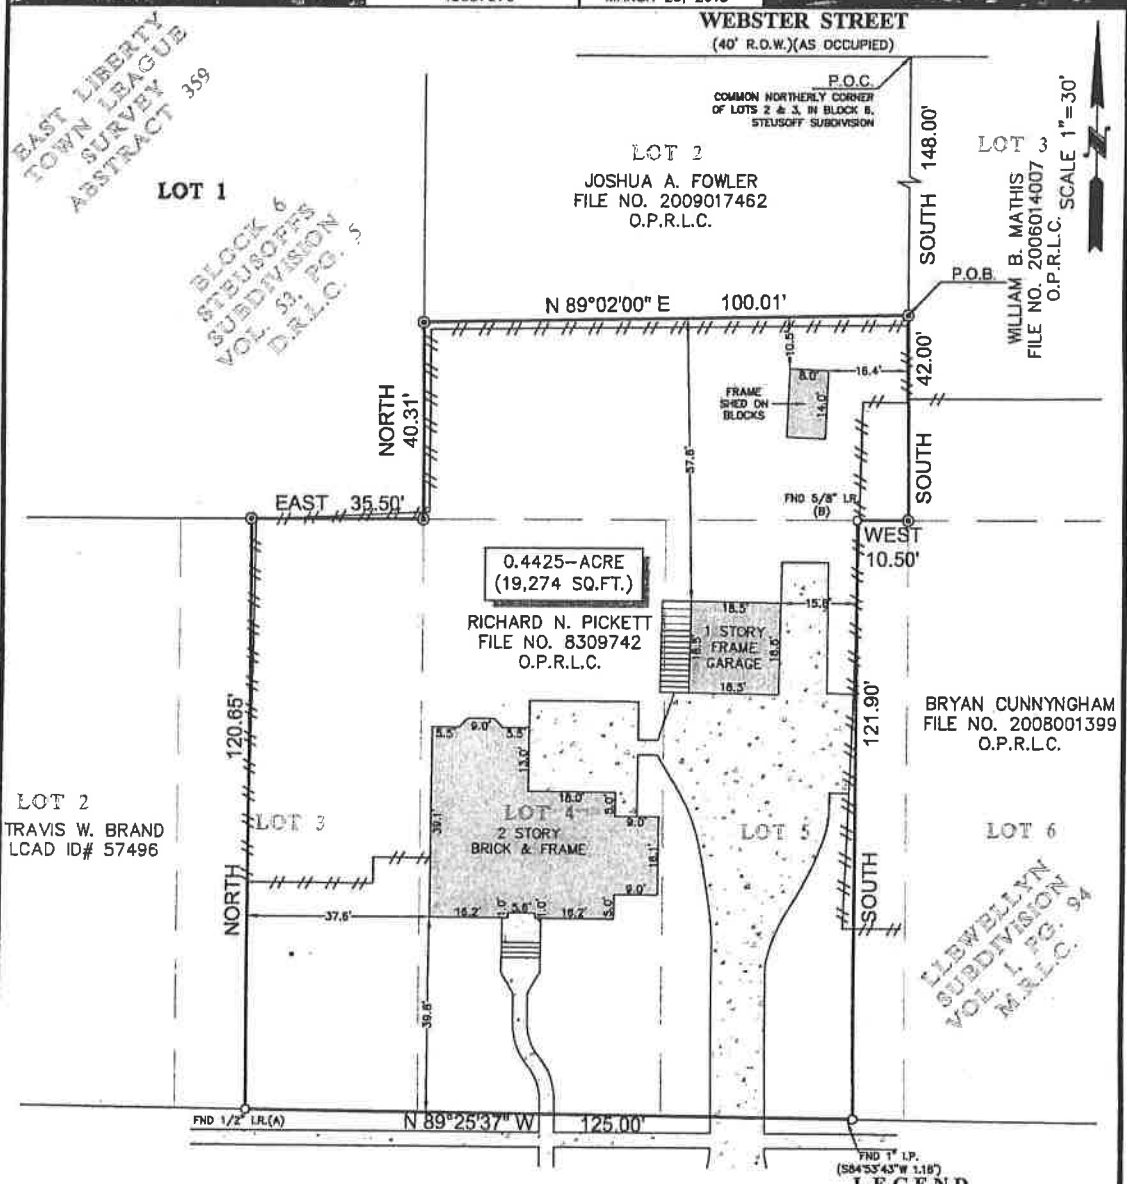 WEBSTER STREET
(40' R.O.W.)(AS OCCUPIED)
P.O.C.
COMMON NORTHERLY CORNER
OF LOTS 2 & 3, IN BLOCK 6,
STEUSOFF SUBDIVISION
EAST LIBERTY
TOWN LEAGUE
SURVEY
ABSTRACT 359
LOT 1
BLOCK 6
STEUSOFFS
SUBDIVISION
VOL. 53, PG. 5
D.R.L.C.
LOT 2
JOSHUA A. FOWLER
FILE NO. 2009017462
O.P.R.L.C.
SOUTH 148.00'
LOT 3
WILLIAM B. MATHIS
FILE NO. 2006014007
O.P.R.L.C.
SCALE 1"=30'
N
P.O.B.
N 89°02'00" E 100.01'
10.5'
16.4'
8.0'
14.0'
FRAME
SHED ON
BLOCKS
SOUTH 42.00'
NORTH
40.31'
57.6'
EAST 35.50'
FND 5/8" I.R.
(B)
WEST
10.50'
0.4425-ACRE
(19,274 SQ.FT.)
RICHARD N. PICKETT
FILE NO. 8309742
O.P.R.L.C.
18.5'
18.5'
1 STORY
FRAME
GARAGE
18.5'
18.5'
NORTH 120.65'
SOUTH 121.90'
BRYAN CUNNYNGHAM
FILE NO. 2008001399
O.P.R.L.C.
5.5'
9.0'
5.5'
13.0'
18.0'
5.0'
9.0'
39.1'
16.1'
LOT 4
2 STORY
BRICK & FRAME
9.0'
5.0'
16.2'
1.0'
5.6'
1.0'
16.2'
LOT 2
TRAVIS W. BRAND
LCAD ID# 57496
LOT 3
LOT 5
LOT 6
37.6'
39.8'
LLEWELLYN
SUBDIVISION
VOL. 1, PG. 94
M.R.L.C.
FND 1/2" I.R.(A)
N 89°25'37" W 125.00'
FND 1" I.P.
(S84°53'43"W 1.18')
LEGEND